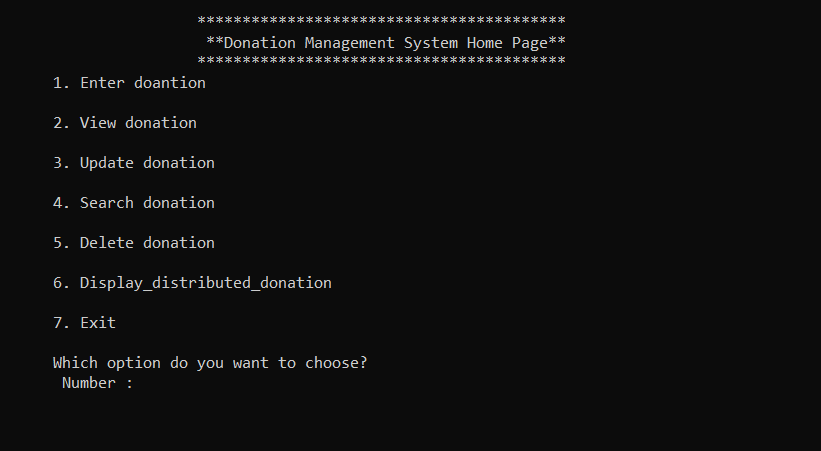 *****************************************
**Donation Management System Home Page**
*****************************************
1. Enter doantion
2. View donation
3. Update donation
4. Search donation
5. Delete donation
6. Display_distributed_donation
7. Exit
Which option do you want to choose?
Number :